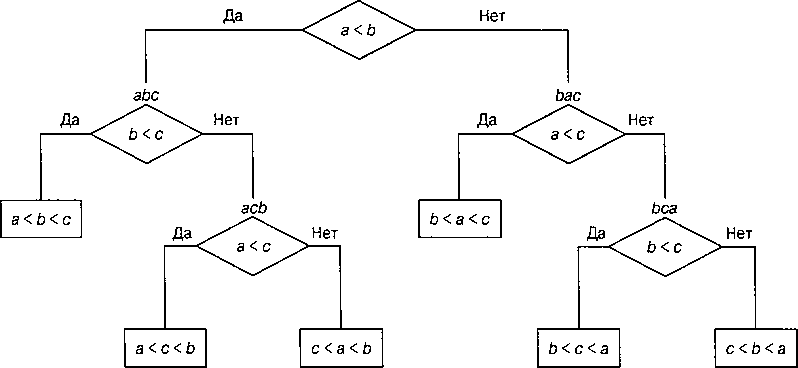 Да a < b Нет
abc bac
Да b < c Нет Да a < c Нет
a < b < c acb b < a < c bca
Да a < c Нет Да b < c Нет
a < c < b c < a < b b < c < a c < b < a